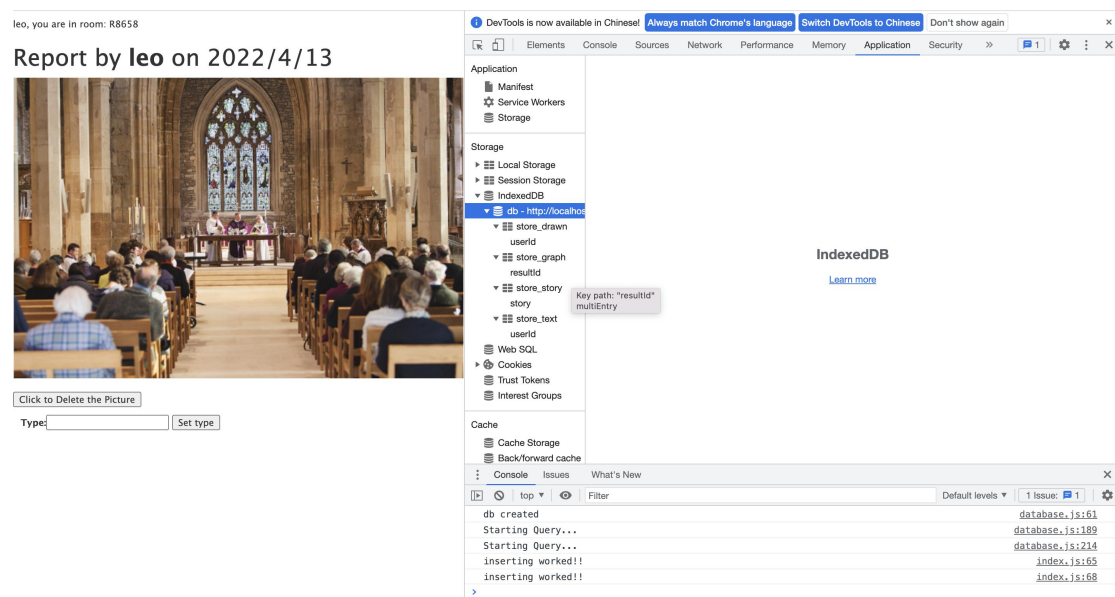 leo, you are in room: R8658
Report by leo on 2022/4/13
Click to Delete the Picture
Type:
Set type
DevTools is now available in Chinese! Always match Chrome's language Switch DevTools to Chinese Don't show again ×
Elements Console Sources Network Performance Memory Application Security » 1
Application
Manifest
Service Workers
Storage
Storage
Local Storage
Session Storage
IndexedDB
db - http://localhos
store_drawn
userId
store_graph
resultId
store_story
story
store_text
userId
Web SQL
Cookies
Trust Tokens
Interest Groups
Cache
Cache Storage
Back/forward cache
Key path: "resultId"
multiEntry
IndexedDB
Learn more
Console Issues What's New
top ▼ Filter Default levels ▼ 1 Issue: 1
db created database.js:61
Starting Query... database.js:189
Starting Query... database.js:214
inserting worked!! index.js:65
inserting worked!! index.js:68
>